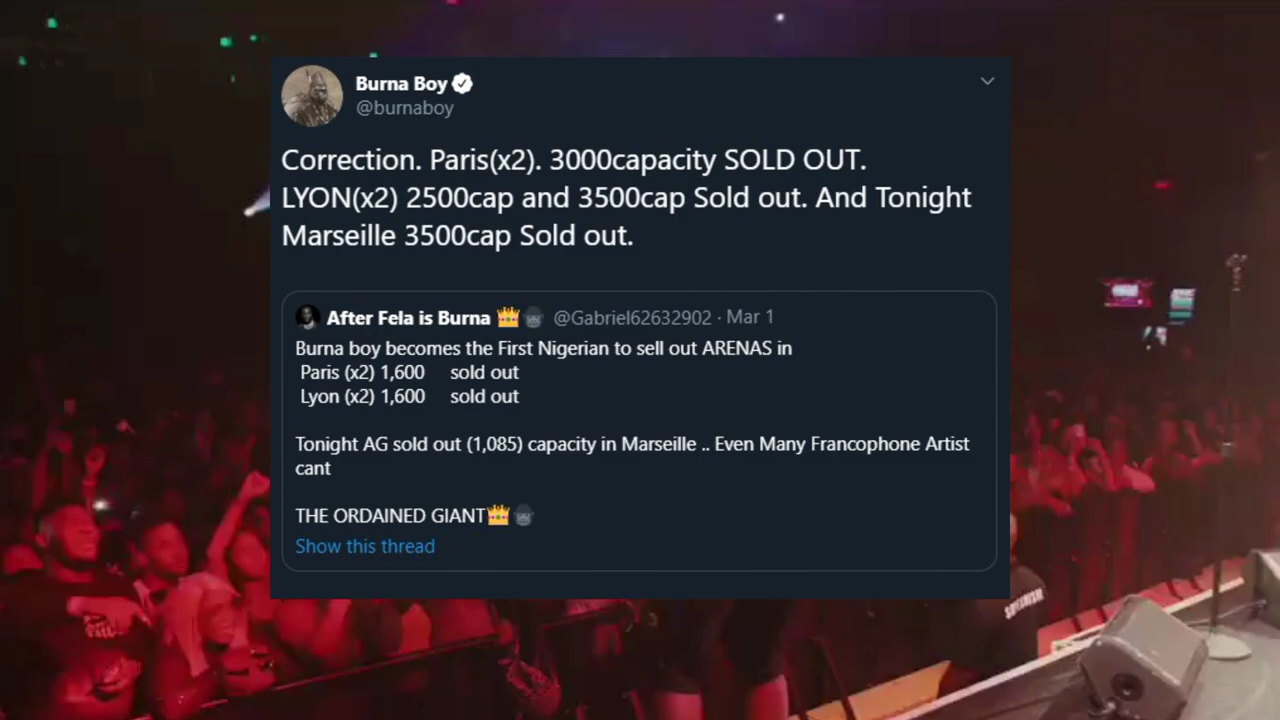 Burna Boy
@burnaboy
Correction. Paris(x2). 3000capacity SOLD OUT.
LYON(x2) 2500cap and 3500cap Sold out. And Tonight
Marseille 3500cap Sold out.
After Fela is Burna 👑🦍 @Gabriel62632902 · Mar 1
Burna boy becomes the First Nigerian to sell out ARENAS in
Paris (x2) 1,600 sold out
Lyon (x2) 1,600 sold out
Tonight AG sold out (1,085) capacity in Marseille .. Even Many Francophone Artist
cant
THE ORDAINED GIANT👑🦍
Show this thread